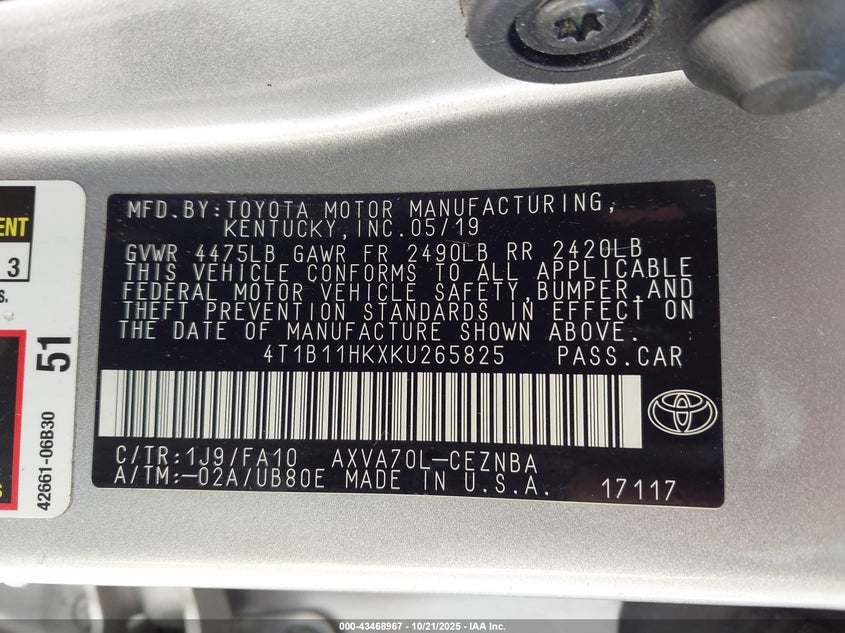 ENT
3
s.
51
42661-06B30
s
MFD.BY:TOYOTA MOTOR MANUFACTURING,
KENTUCKY,INC.05/19
GVWR 4475LB GAWR FR 2490LB RR 2420LB
THIS VEHICLE CONFORMS TO ALL APPLICABLE
FEDERAL MOTOR VEHICLE SAFETY,BUMPER,AND
THEFT PREVENTION STANDARDS IN EFFECT ON
THE DATE OF MANUFACTURE SHOWN ABOVE.
4T1B11HKXKU265825 PASS.CAR
C/TR:1J9/FA10 AXVA70L-CEZNBA
A/TM:-02A/UB80E MADE IN U.S.A. 17117
000-43468967 - 10/21/2025 - IAA Inc.